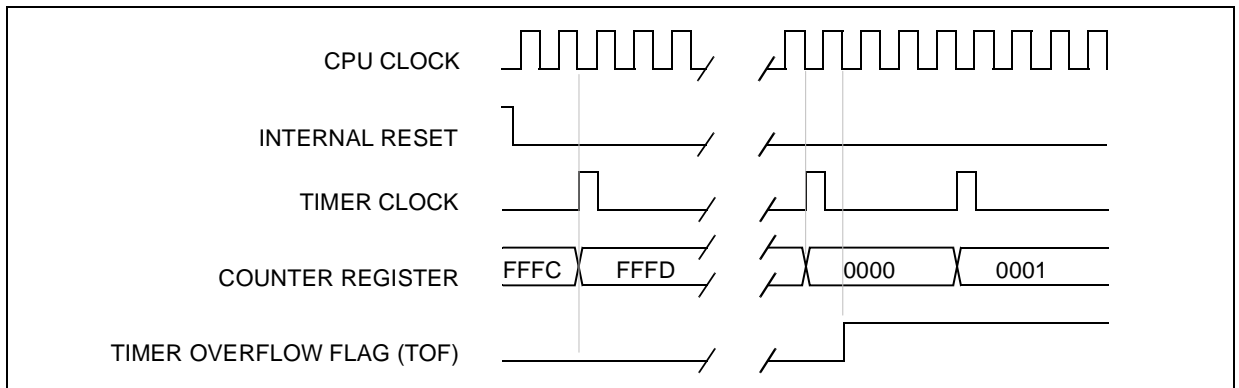 CPU CLOCK
INTERNAL RESET
TIMER CLOCK
COUNTER REGISTER
FFFC FFFD 0000 0001
TIMER OVERFLOW FLAG (TOF)